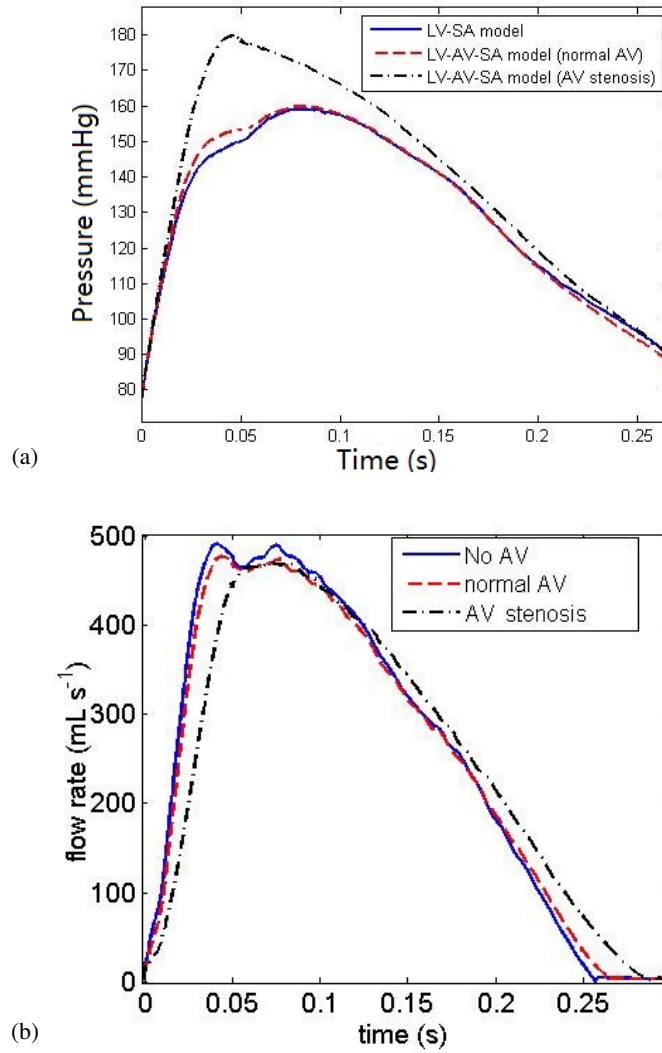 180
170
160
150
140
130
120
110
100
90
80
Pressure (mmHg)
LV-SA model
LV-AV-SA model (normal AV)
LV-AV-SA model (AV stenosis)
0 0.05 0.1 0.15 0.2 0.25
Time (s)
(a)
500
400
300
200
100
0
flow rate (mL s⁻¹)
No AV
normal AV
AV stenosis
0 0.05 0.1 0.15 0.2 0.25
time (s)
(b)